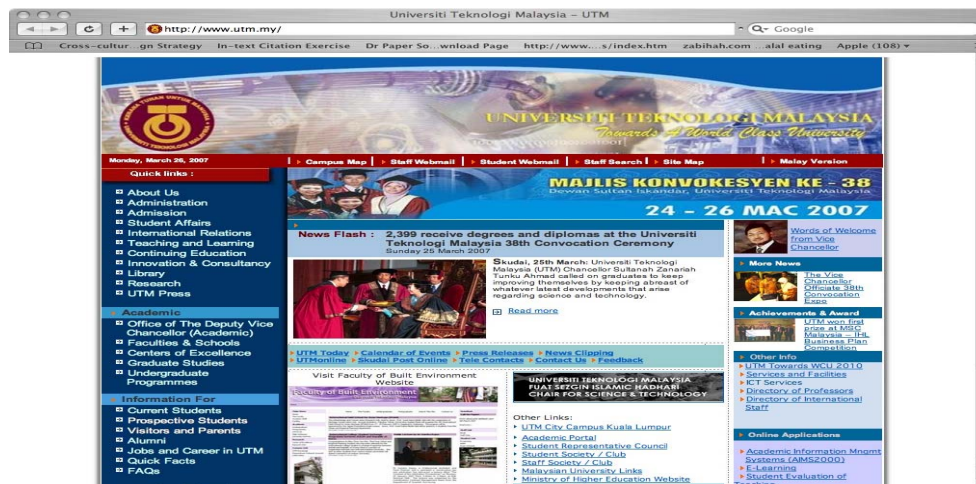 Universiti Teknologi Malaysia – UTM
http://www.utm.my/
Google
Cross-cultur...gn Strategy In-text Citation Exercise Dr Paper So...wnload Page http://www....s/index.htm zabihah.com ...alal eating Apple (108)
UNIVERSITI TEKNOLOGI MALAYSIA
Towards A World Class University
Monday, March 26, 2007
Campus Map | Staff Webmail | Student Webmail | Staff Search | Site Map | Malay Version
Quick links :
About Us
Administration
Admission
Student Affairs
International Relations
Teaching and Learning
Continuing Education
Innovation & Consultancy
Library
Research
UTM Press
Academic
Office of The Deputy Vice
Chancellor (Academic)
Faculties & Schools
Centers of Excellence
Graduate Studies
Undergraduate
Programmes
Information For
Current Students
Prospective Students
Visitors and Parents
Alumni
Jobs and Career in UTM
Quick Facts
FAQs
MAJLIS KONVOKESYEN KE - 38
Dewan Sultan Iskandar, Universiti Teknologi Malaysia
24 - 26 MAC 2007
News Flash : 2,399 receive degrees and diplomas at the Universiti
Teknologi Malaysia 38th Convocation Ceremony
Sunday 25 March 2007
Skudai, 25th March: Universiti Teknologi
Malaysia (UTM) Chancellor Sultanah Zanariah
Tunku Ahmad called on graduates to keep
improving themselves by keeping abreast of
whatever latest developments that arise
regarding science and technology.
Read more
UTM Today Calendar of Events Press Releases News Clipping
UTMonline Skudai Post Online Tele Contacts Contact Us Feedback
Visit Faculty of Built Environment
Website
Faculty of Built Environment
UNIVERSITI TEKNOLOGI MALAYSIA
FUAT SEZGIN ISLAMIC HADHARI
CHAIR FOR SCIENCE & TECHNOLOGY
Other Links:
UTM City Campus Kuala Lumpur
Academic Portal
Student Representative Council
Student Society / Club
Staff Society / Club
Malaysian University Links
Ministry of Higher Education Website
Words of Welcome
from Vice
Chancellor
More News
The Vice
Chancellor
Officiate 38th
Convocation
Expo
Achievements & Award
UTM won first
prize at MSC
Malaysia – IHL
Business Plan
Competition
Other Info
UTM Towards WCU 2010
Services and Facilities
ICT Services
Directory of Professors
Directory of International
Staff
Online Applications
Academic Information Mngmt
Systems (AIMS2000)
E-Learning
Student Evaluation of
Teaching